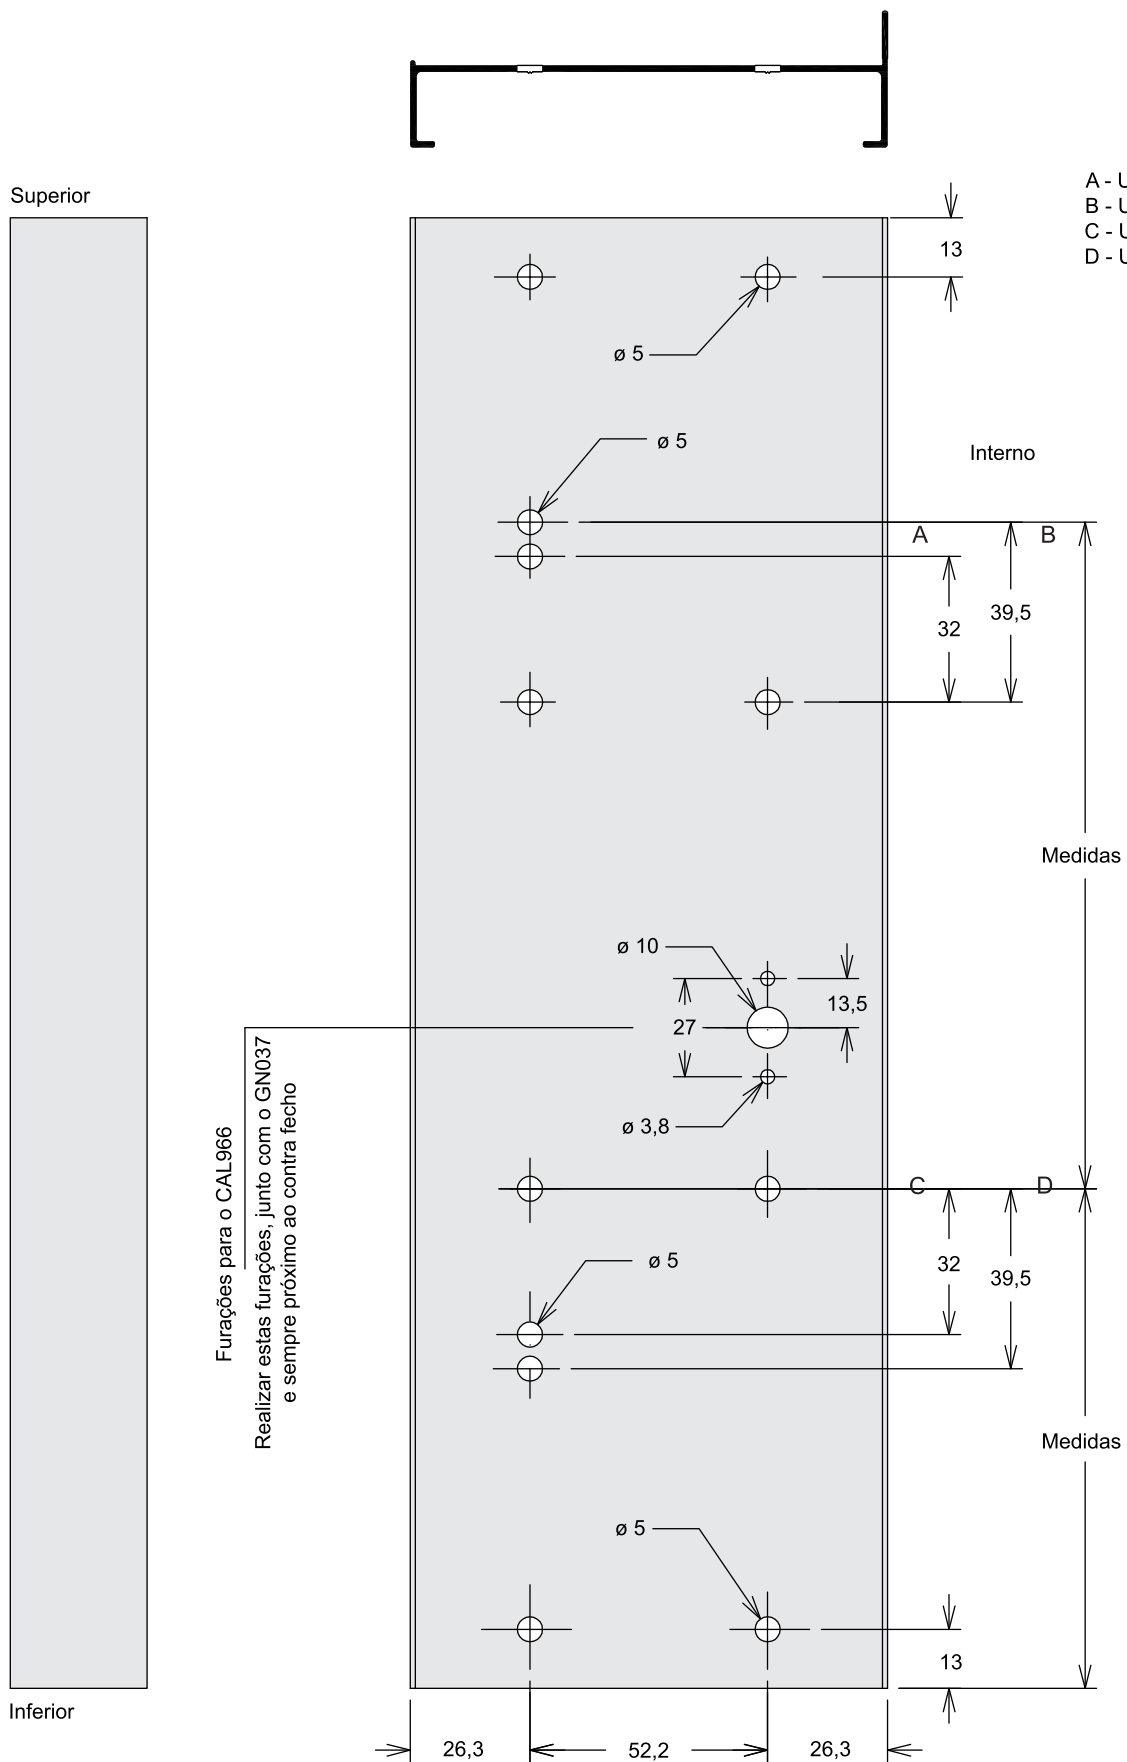 Superior
A - U
B - U
C - U
D - U
13
ø 5
ø 5
Interno
A
B
39,5
32
Medidas
ø 10
13,5
27
ø 3,8
Furações para o CAL966
Realizar estas furações, junto com o GN037
e sempre próximo ao contra fecho
C
D
ø 5
32
39,5
Medidas
ø 5
13
Inferior
26,3
52,2
26,3